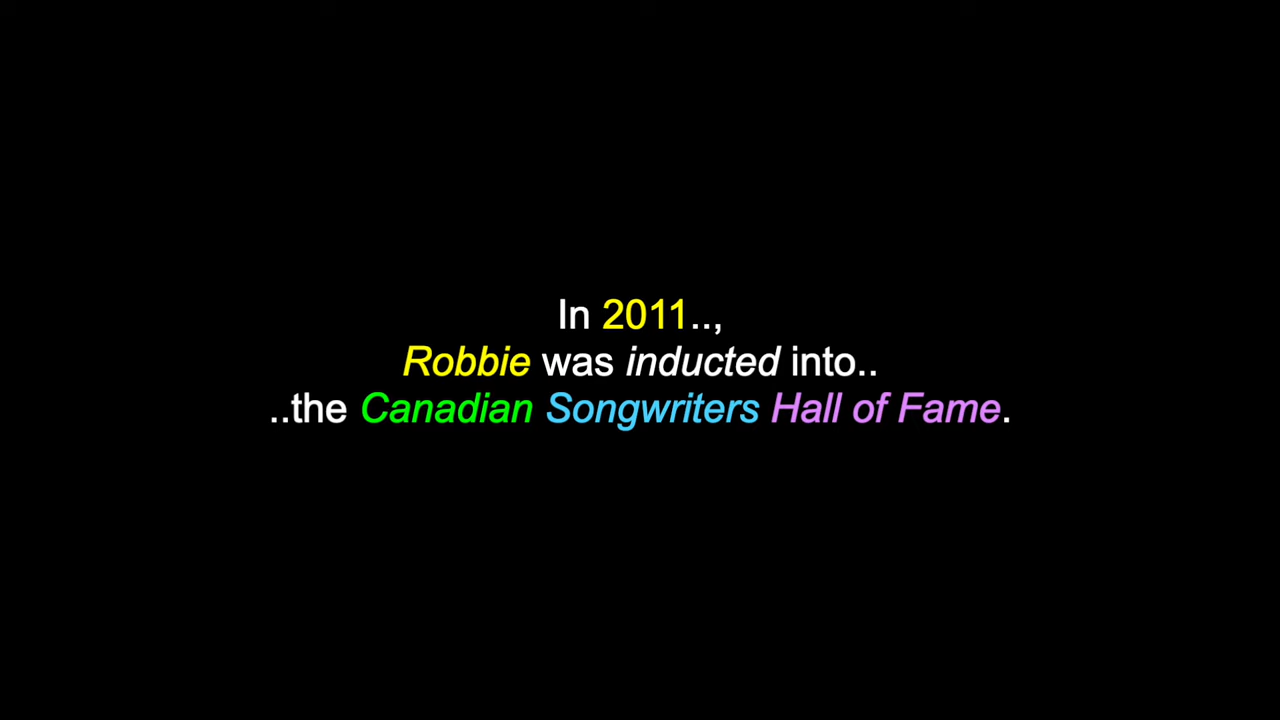 In 2011..,
Robbie was inducted into..
..the Canadian Songwriters Hall of Fame.